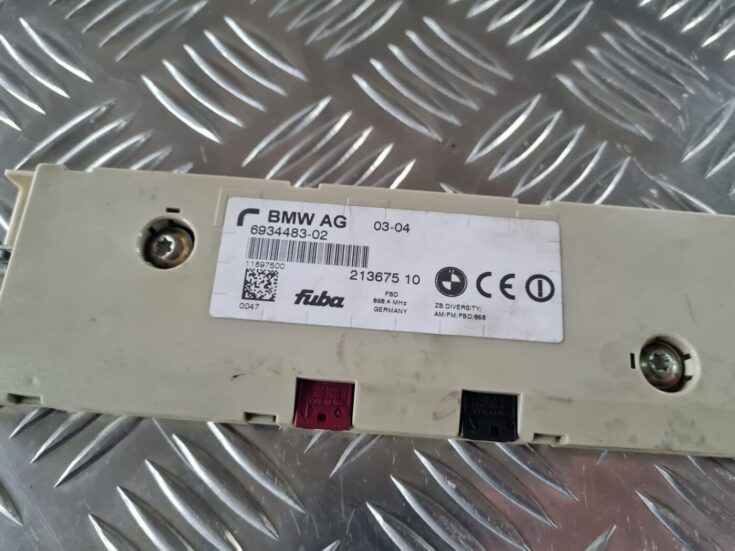 BMW AG 03-04
6934483-02
11897500
213675 10
0047
fuba
FBD
868,4 MHz
GERMANY
CE
ZB DIVERSITY/
AM/FM/FBD/868